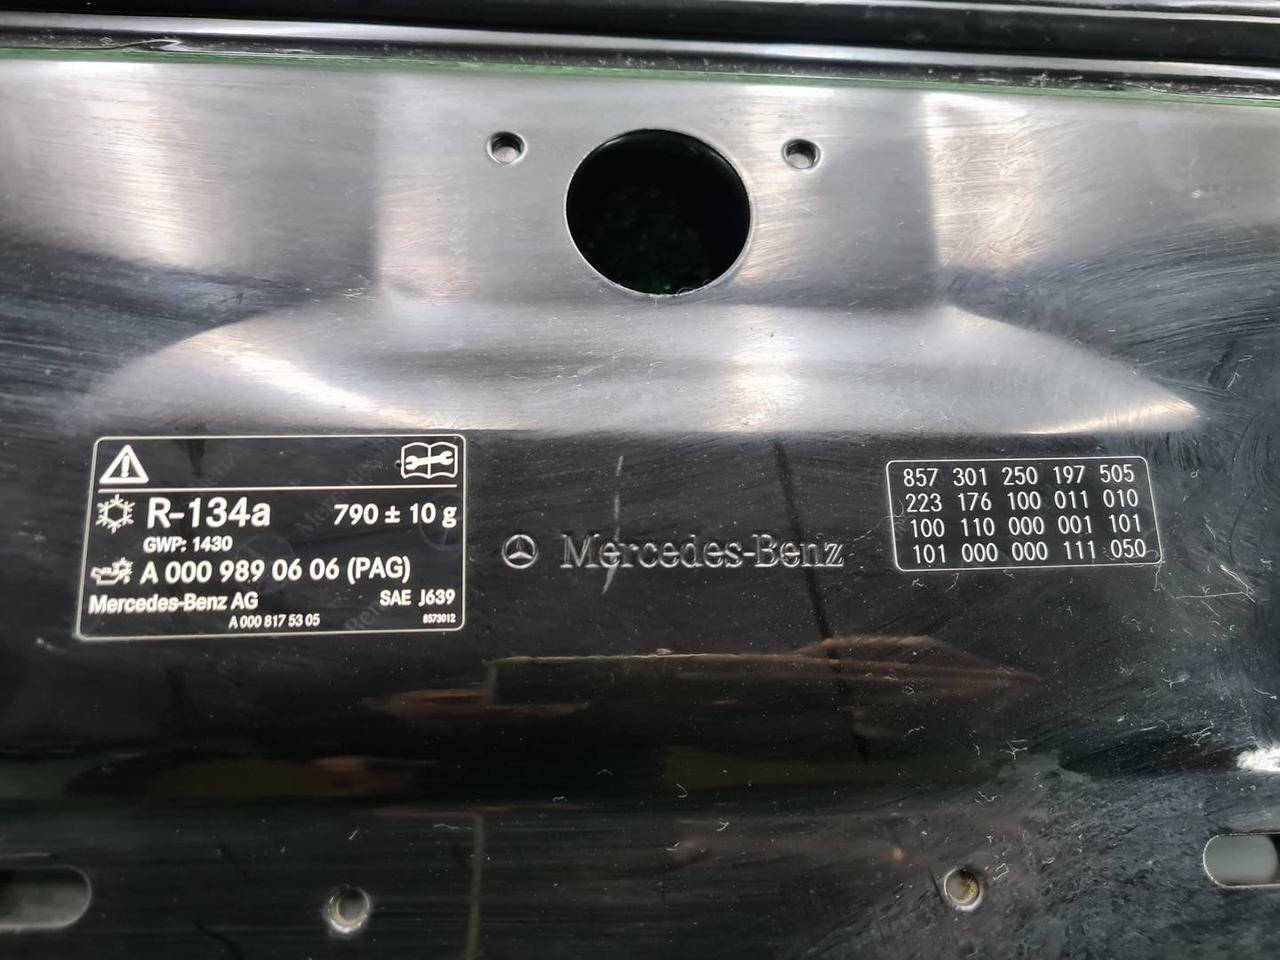 R-134a 790 ± 10 g
GWP: 1430
A 000 989 06 06 (PAG)
Mercedes-Benz AG SAE J639
A 000 817 53 05 8573012
Mercedes-Benz
857 301 250 197 505
223 176 100 011 010
100 110 000 001 101
101 000 000 111 050